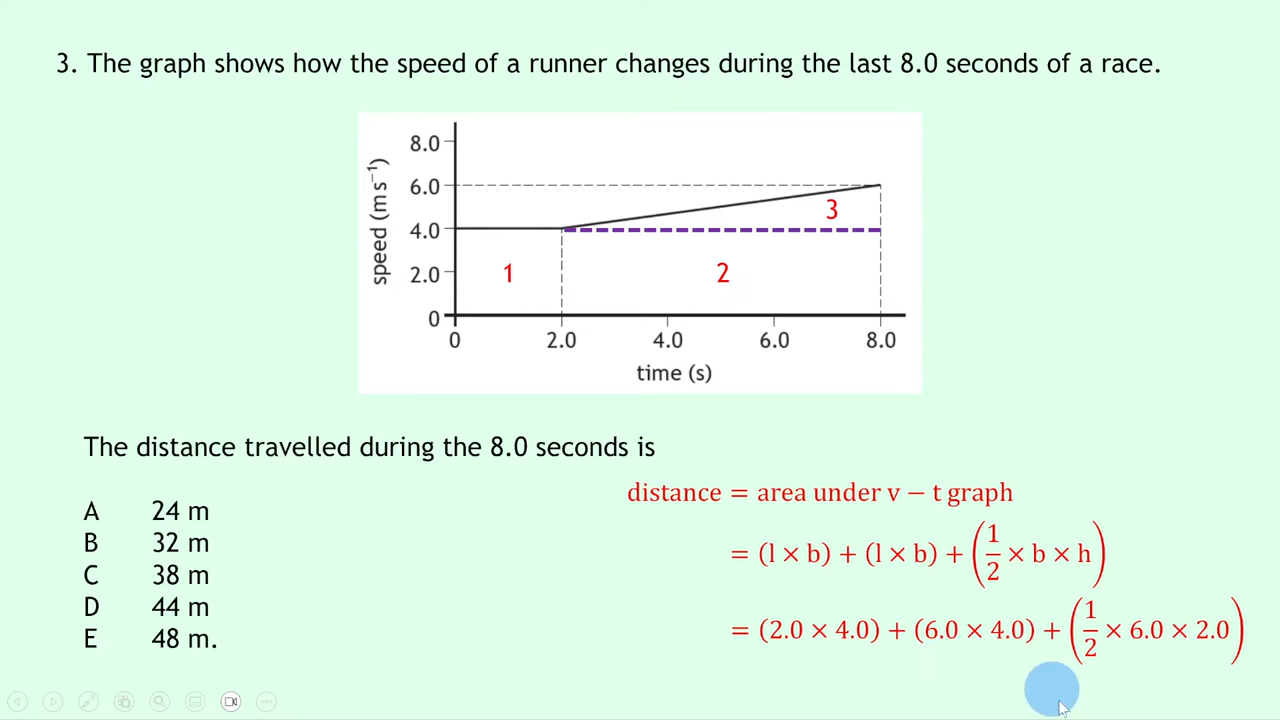 3. The graph shows how the speed of a runner changes during the last 8.0 seconds of a race.
8.0
6.0
4.0
2.0
0
speed (m s⁻¹)
1
2
3
0 2.0 4.0 6.0 8.0
time (s)
The distance travelled during the 8.0 seconds is
A 24 m
B 32 m
C 38 m
D 44 m
E 48 m.
distance = area under v − t graph
= (l × b) + (l × b) + (1/2 × b × h)
= (2.0 × 4.0) + (6.0 × 4.0) + (1/2 × 6.0 × 2.0)